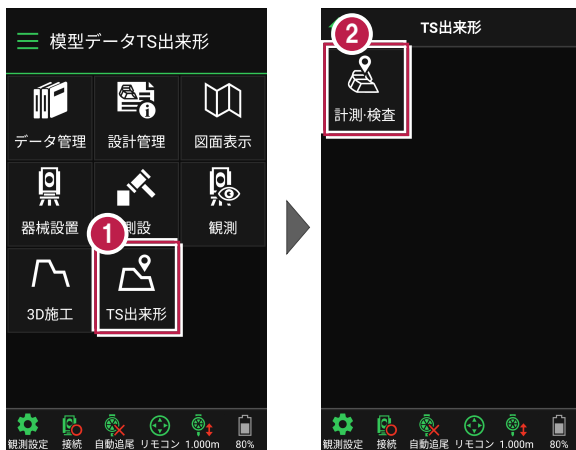 模型データTS出来形
データ管理
設計管理
図面表示
器械設置
1
測設
観測
3D施工
TS出来形
観測設定
接続
自動追尾
リモコン
1.000m
80%
TS出来形
2
計測・検査
観測設定
接続
自動追尾
リモコン
1.000m
80%